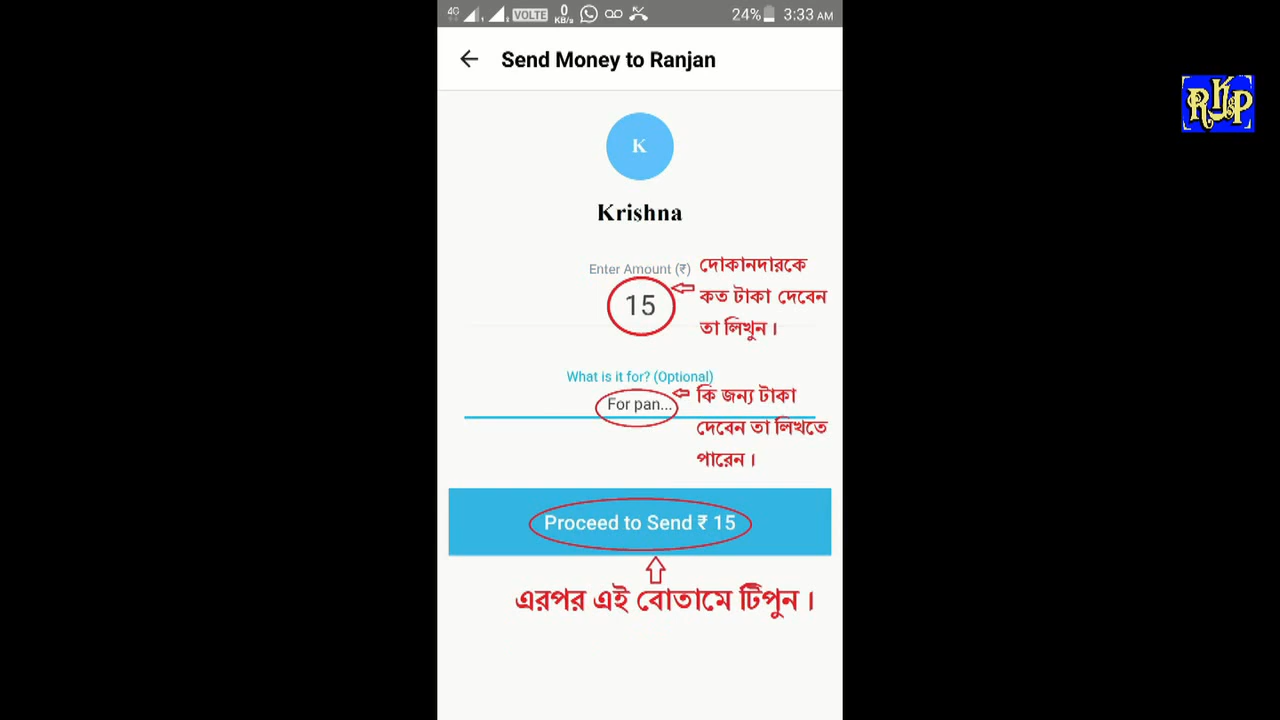 4G VOLTE 0 KB/s 24% 3:33 AM
Send Money to Ranjan
RKP
K
Krishna
Enter Amount (₹)
15
দোকানদারকে
কত টাকা দেবেন
তা লিখুন।
What is it for? (Optional)
For pan...
কি জন্য টাকা
দেবেন তা লিখতে
পারেন।
Proceed to Send ₹ 15
এরপর এই বোতামে টিপুন।